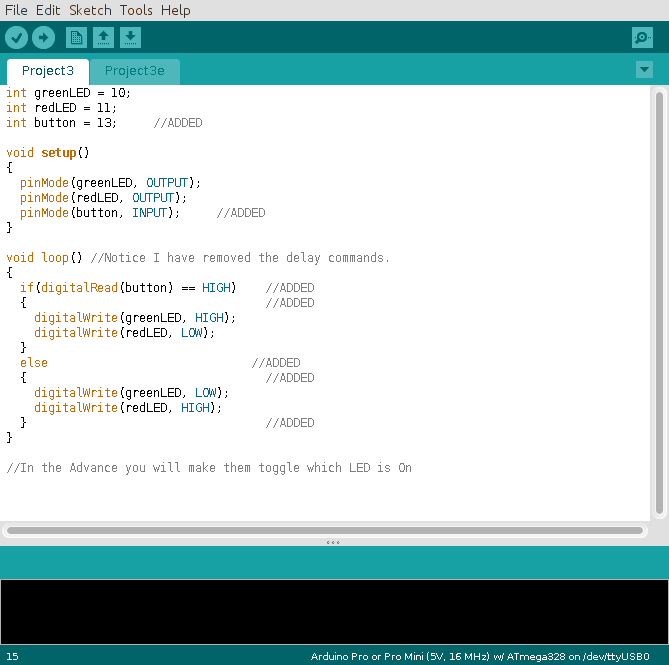 File Edit Sketch Tools Help
Project3 Project3e
int greenLED = 10;
int redLED = 11;
int button = 13; //ADDED
void setup()
{
pinMode(greenLED, OUTPUT);
pinMode(redLED, OUTPUT);
pinMode(button, INPUT); //ADDED
}
void loop() //Notice I have removed the delay commands.
{
if(digitalRead(button) == HIGH) //ADDED
{ //ADDED
digitalWrite(greenLED, HIGH);
digitalWrite(redLED, LOW);
}
else //ADDED
{ //ADDED
digitalWrite(greenLED, LOW);
digitalWrite(redLED, HIGH);
} //ADDED
}
//In the Advance you will make them toggle which LED is On
15 Arduino Pro or Pro Mini (5V, 16 MHz) w/ ATmega328 on /dev/ttyUSB0